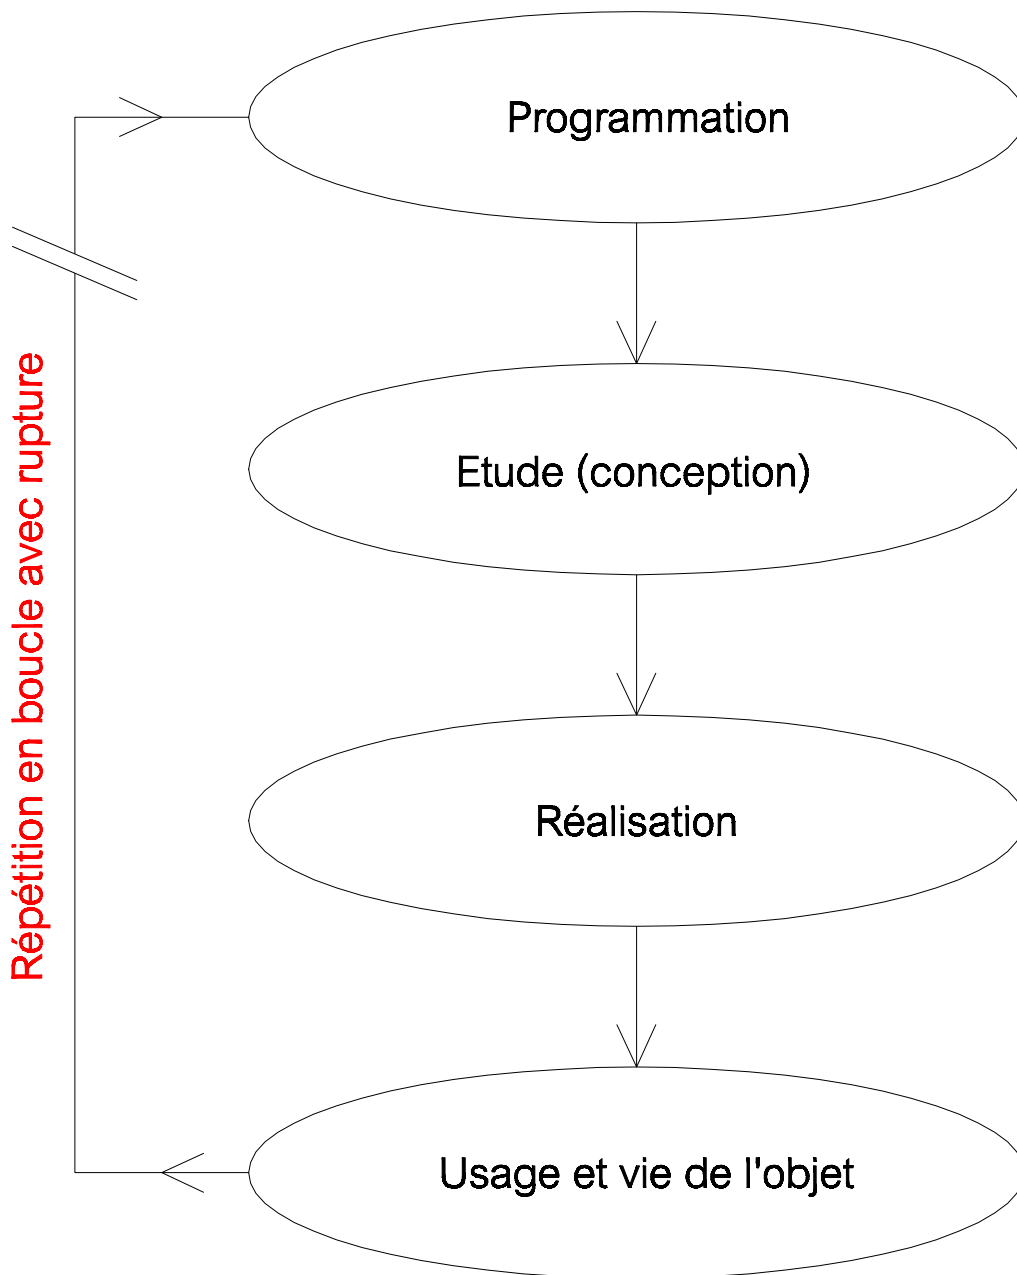 Programmation
Etude (conception)
Réalisation
Usage et vie de l'objet
Répétition en boucle avec rupture